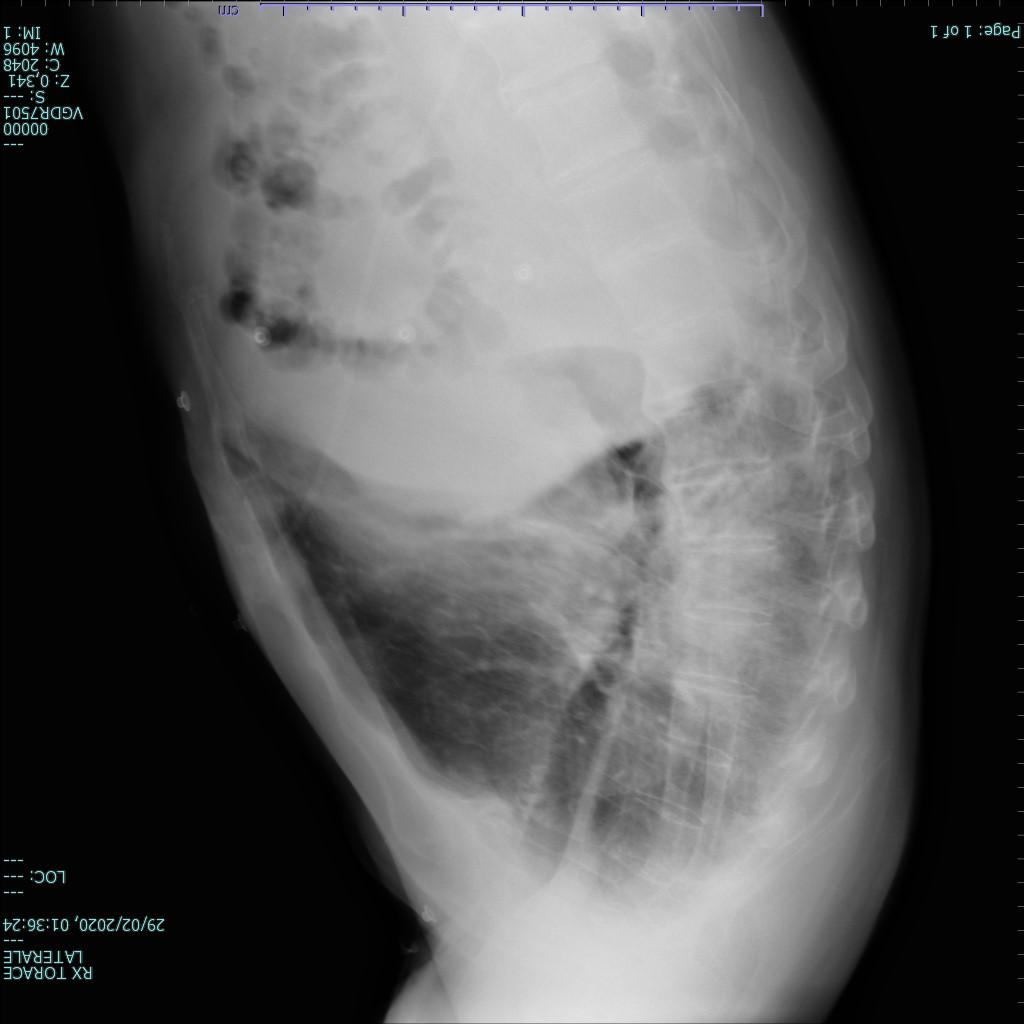 RX TORACE
LATERALE
---
29/02/2020, 01:36:24
---
LOC: ---
---
---
00000
VGDR7501
S: ---
Z: 0,341
C: 2048
W: 4096
IM: 1
Page: 1 of 1
cm